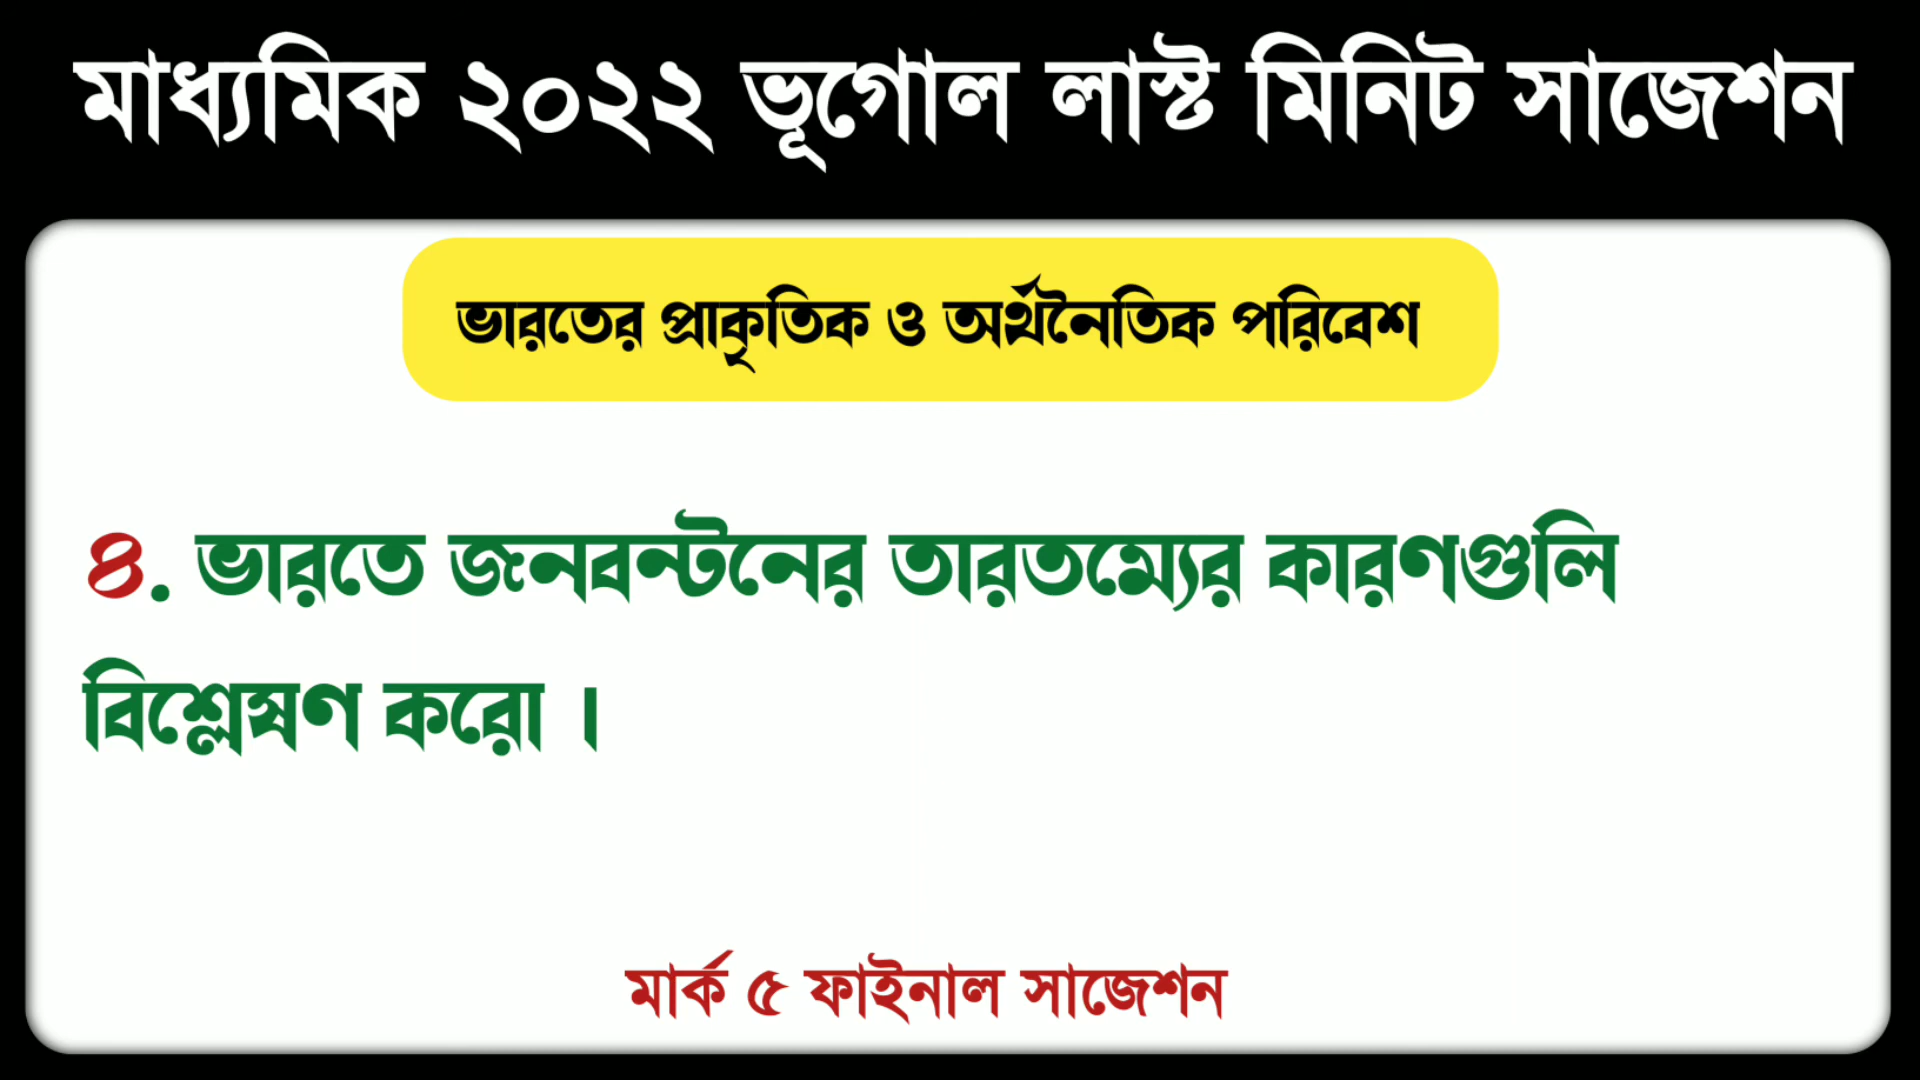 মাধ্যমিক ২০২২ ভূগোল লাস্ট মিনিট সাজেশন
ভারতের প্রাকৃতিক ও অর্থনৈতিক পরিবেশ
৪. ভারতে জনবন্টনের তারতম্যের কারণগুলি
বিশ্লেষণ করো ।
মার্ক ৫ ফাইনাল সাজেশন